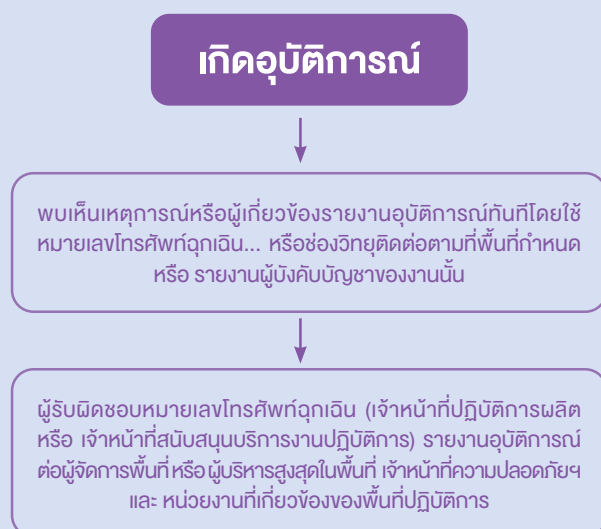 เกิดอุบัติการณ์
พบเห็นเหตุการณ์หรือผู้เกี่ยวข้องรายงานอุบัติการณ์ทันทีโดยใช้
หมายเลขโทรศัพท์ฉุกเฉิน... หรือช่องวิทยุติดต่อตามที่พื้นที่กำหนด
หรือ รายงานผู้บังคับบัญชาของงานนั้น
ผู้รับผิดชอบหมายเลขโทรศัพท์ฉุกเฉิน (เจ้าหน้าที่ปฏิบัติการผลิต
หรือ เจ้าหน้าที่สนับสนุนบริการงานปฏิบัติการ) รายงานอุบัติการณ์
ต่อผู้จัดการพื้นที่ หรือ ผู้บริหารสูงสุดในพื้นที่ เจ้าหน้าที่ความปลอดภัยฯ
และ หน่วยงานที่เกี่ยวข้องของพื้นที่ปฏิบัติการ